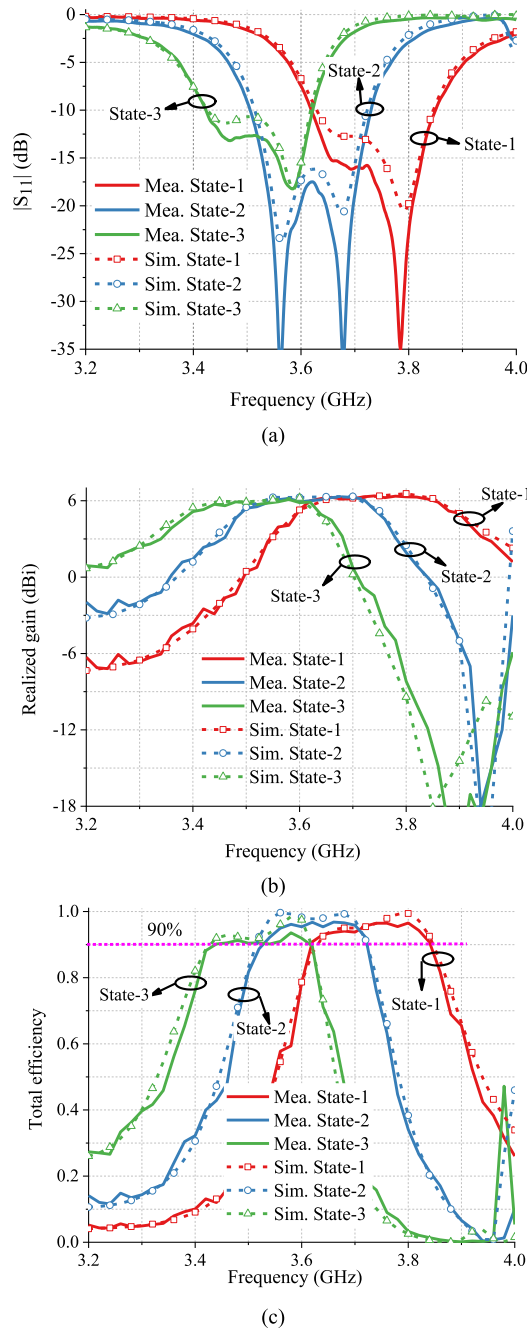 0
-5
-10
-15
-20
-25
-30
-35
|S11| (dB)
State-2
State-3
State-1
Mea. State-1
Mea. State-2
Mea. State-3
Sim. State-1
Sim. State-2
Sim. State-3
3.2 3.4 3.6 3.8 4.0
Frequency (GHz)
(a)
6
0
-6
-12
-18
Realized gain (dBi)
State-1
State-2
State-3
Mea. State-1
Mea. State-2
Mea. State-3
Sim. State-1
Sim. State-2
Sim. State-3
3.2 3.4 3.6 3.8 4.0
Frequency (GHz)
(b)
1.0
0.8
0.6
0.4
0.2
0.0
Total efficiency
90%
State-3
State-2
State-1
Mea. State-1
Mea. State-2
Mea. State-3
Sim. State-1
Sim. State-2
Sim. State-3
3.2 3.4 3.6 3.8 4.0
Frequency (GHz)
(c)